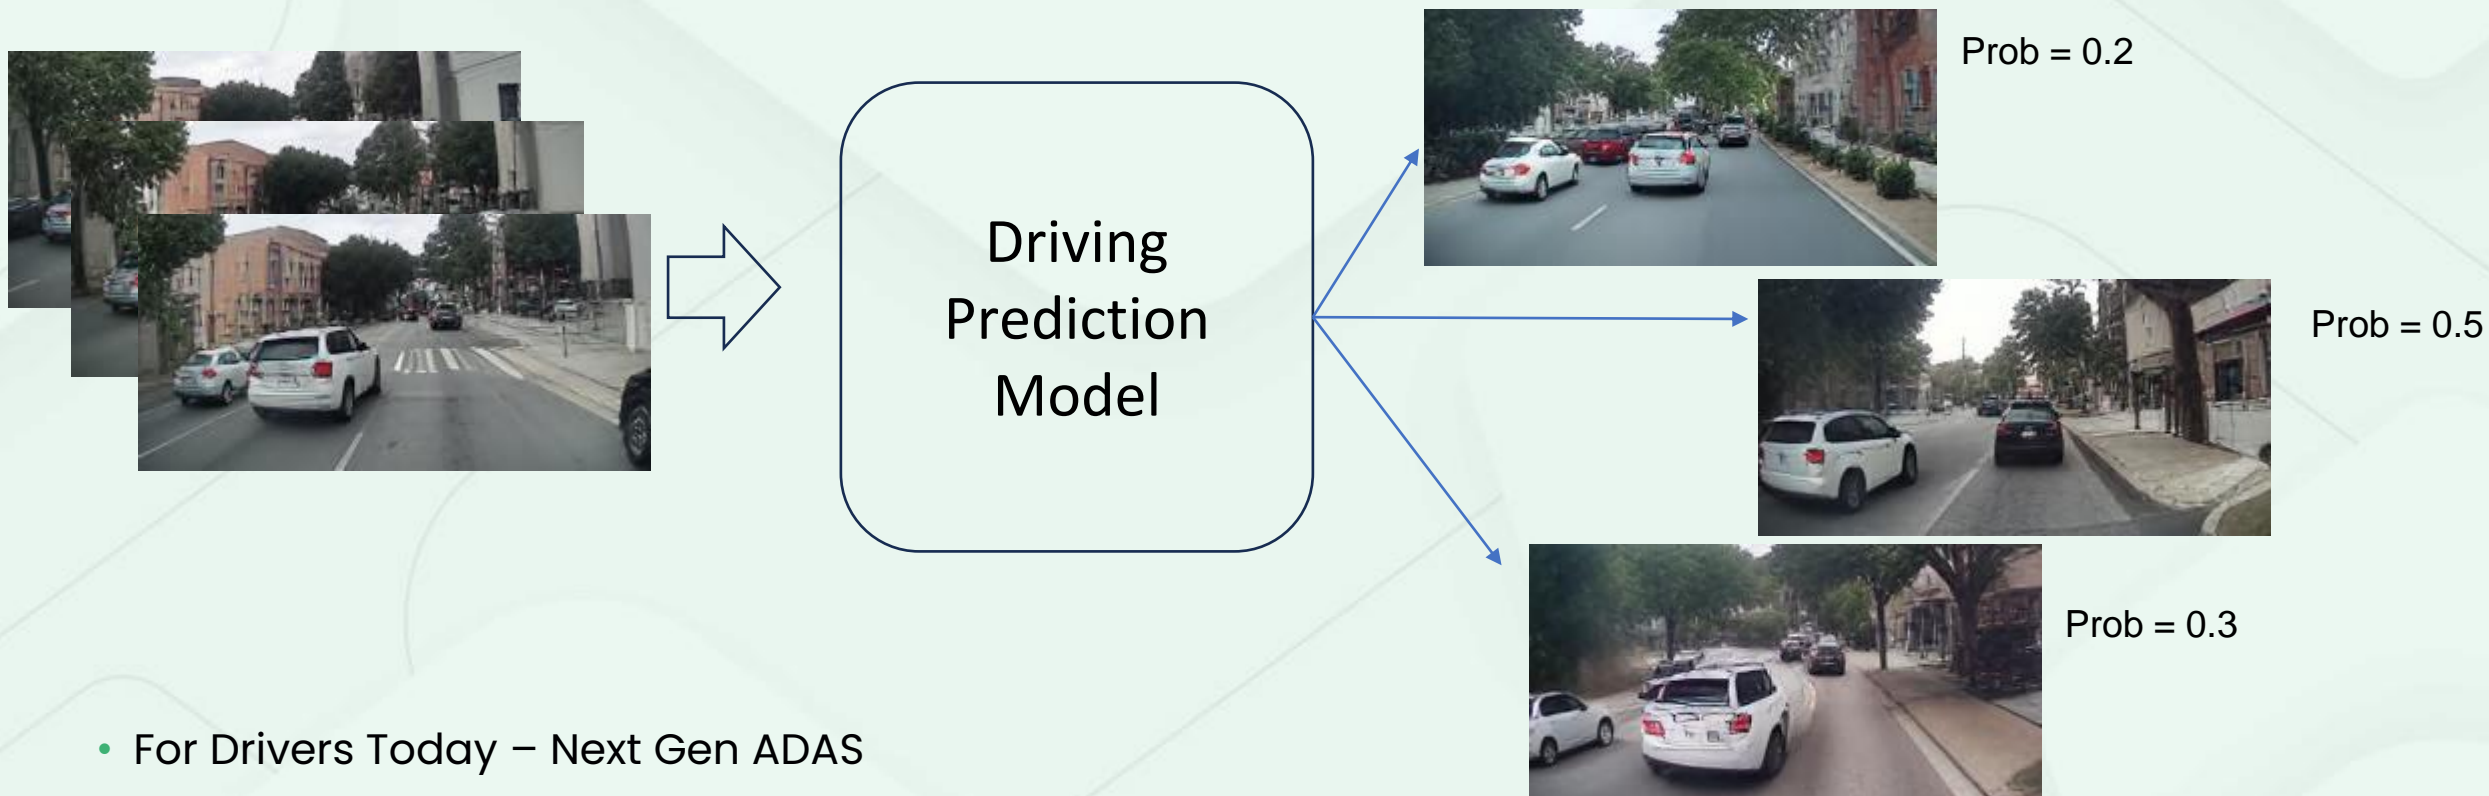 Prob = 0.2
Driving
Prediction
Model
Prob = 0.5
Prob = 0.3
• For Drivers Today – Next Gen ADAS